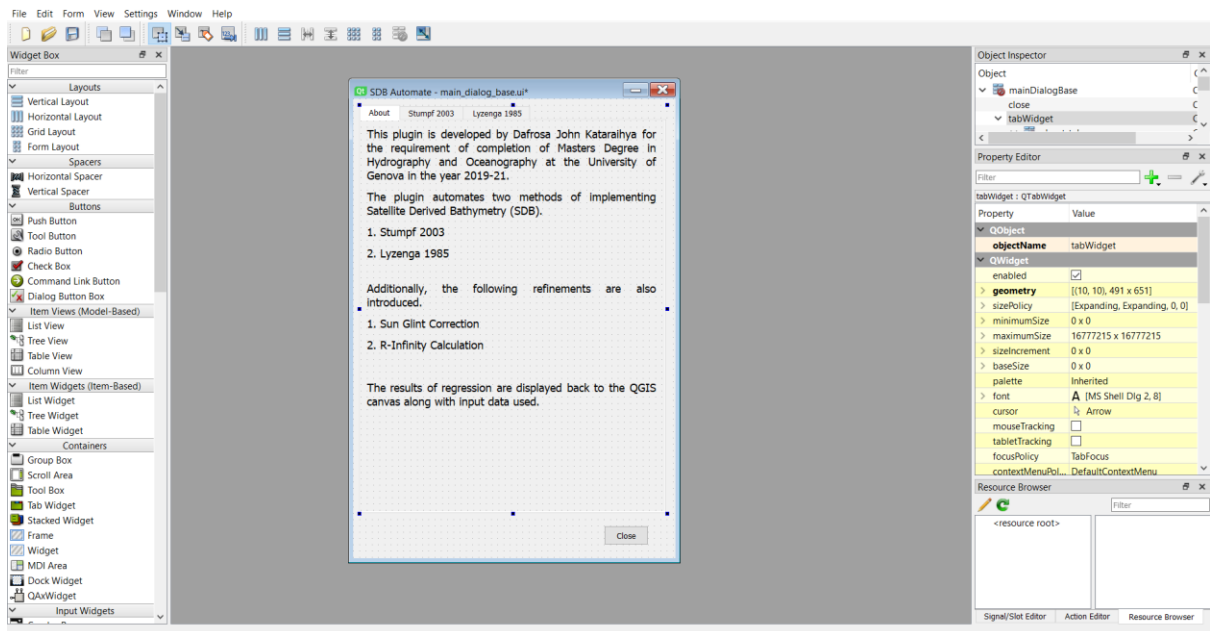 File Edit Form View Settings Window Help
Widget Box
Filter
Layouts
Vertical Layout
Horizontal Layout
Grid Layout
Form Layout
Spacers
Horizontal Spacer
Vertical Spacer
Buttons
Push Button
Tool Button
Radio Button
Check Box
Command Link Button
Dialog Button Box
Item Views (Model-Based)
List View
Tree View
Table View
Column View
Item Widgets (Item-Based)
List Widget
Tree Widget
Table Widget
Containers
Group Box
Scroll Area
Tool Box
Tab Widget
Stacked Widget
Frame
Widget
MDI Area
Dock Widget
QAxWidget
Input Widgets
Qt SDB Automate - main_dialog_base.ui*
About Stumpf 2003 Lyzenga 1985
This plugin is developed by Dafrosa John Kataraihya for
the requirement of completion of Masters Degree in
Hydrography and Oceanography at the University of
Genova in the year 2019-21.
The plugin automates two methods of implementing
Satellite Derived Bathymetry (SDB).
1. Stumpf 2003
2. Lyzenga 1985
Additionally, the following refinements are also
introduced.
1. Sun Glint Correction
2. R-Infinity Calculation
The results of regression are displayed back to the QGIS
canvas along with input data used.
Close
Object Inspector
Object
mainDialogBase
close
tabWidget
Property Editor
Filter
tabWidget : QTabWidget
Property Value
QObject
objectName tabWidget
QWidget
enabled
geometry [(10, 10), 491 x 651]
sizePolicy [Expanding, Expanding, 0, 0]
minimumSize 0 x 0
maximumSize 16777215 x 16777215
sizeIncrement 0 x 0
baseSize 0 x 0
palette Inherited
font A [MS Shell Dlg 2, 8]
cursor Arrow
mouseTracking
tabletTracking
focusPolicy TabFocus
contextMenuPol... DefaultContextMenu
Resource Browser
Filter
<resource root>
Signal/Slot Editor Action Editor Resource Browser